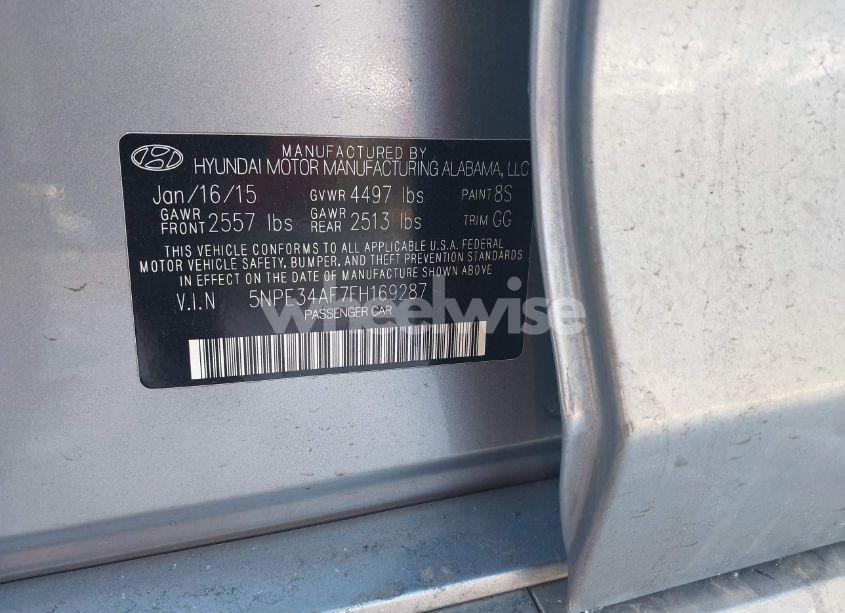 MANUFACTURED BY
HYUNDAI MOTOR MANUFACTURING ALABAMA, LLC
Jan/16/15 GVWR 4497 lbs PAINT 8S
GAWR FRONT 2557 lbs GAWR REAR 2513 lbs TRIM GG
THIS VEHICLE CONFORMS TO ALL APPLICABLE U.S.A. FEDERAL
MOTOR VEHICLE SAFETY, BUMPER, AND THEFT PREVENTION STANDARDS
IN EFFECT ON THE DATE OF MANUFACTURE SHOWN ABOVE
V.I.N 5NPE34AF7FH169287
PASSENGER CAR
wheelwise